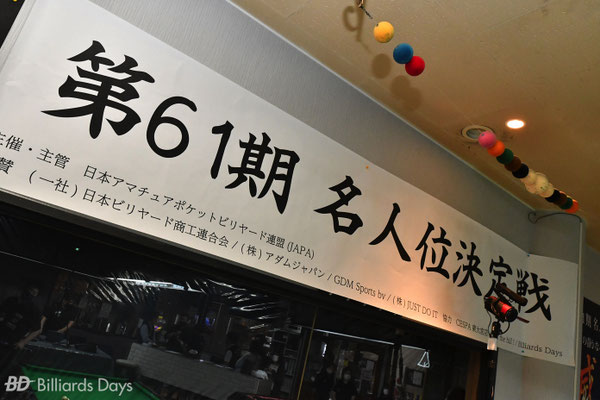 第61期 名人位決定戦
主催・主管 日本アマチュアポケットビリヤード連盟(JAPA)
賛 (一社)日本ビリヤード商工連合会/(株)アダムジャパン/GDM Sports bv/(株)JUST DO IT 協力 CESPA Billiards Days
BD Billiards Days